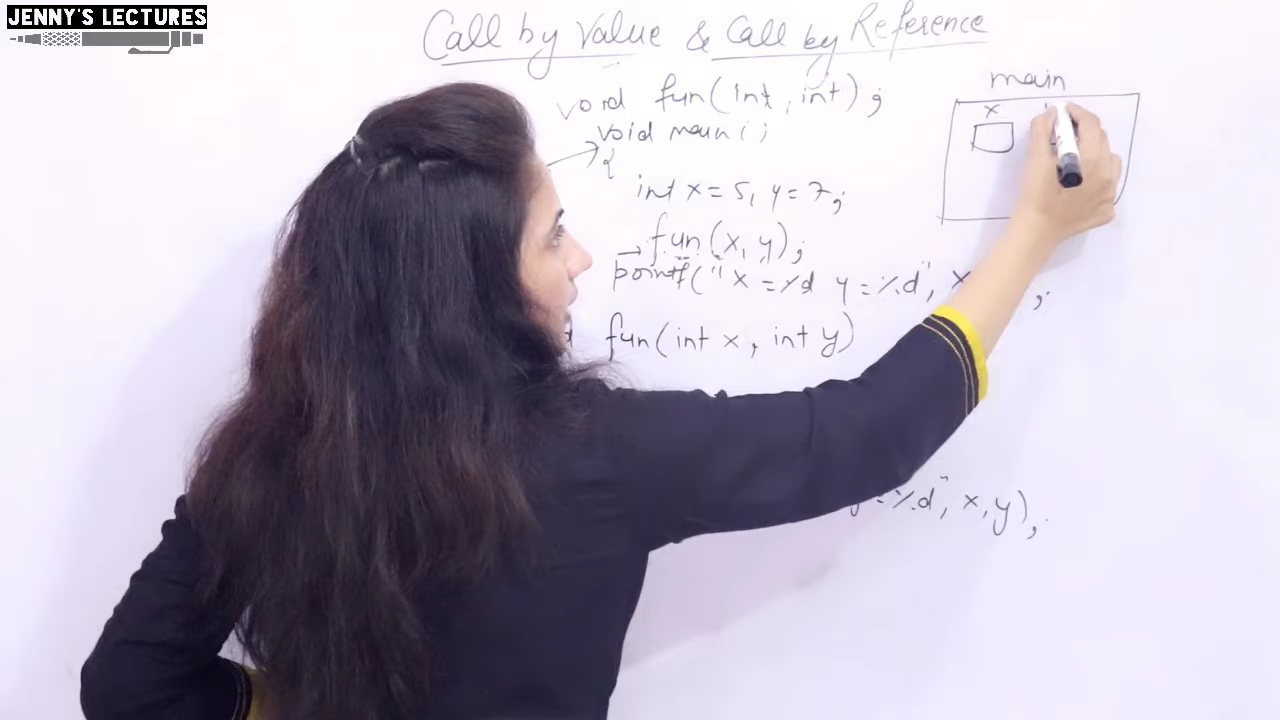 JENNY'S LECTURES
Call by Value & Call by Reference
void fun(int, int);
void main()
{
int x = 5, y = 7;
fun(x, y);
printf("x = %d y = %d", x
;
fun(int x, int y)
= %d", x, y);
main
x